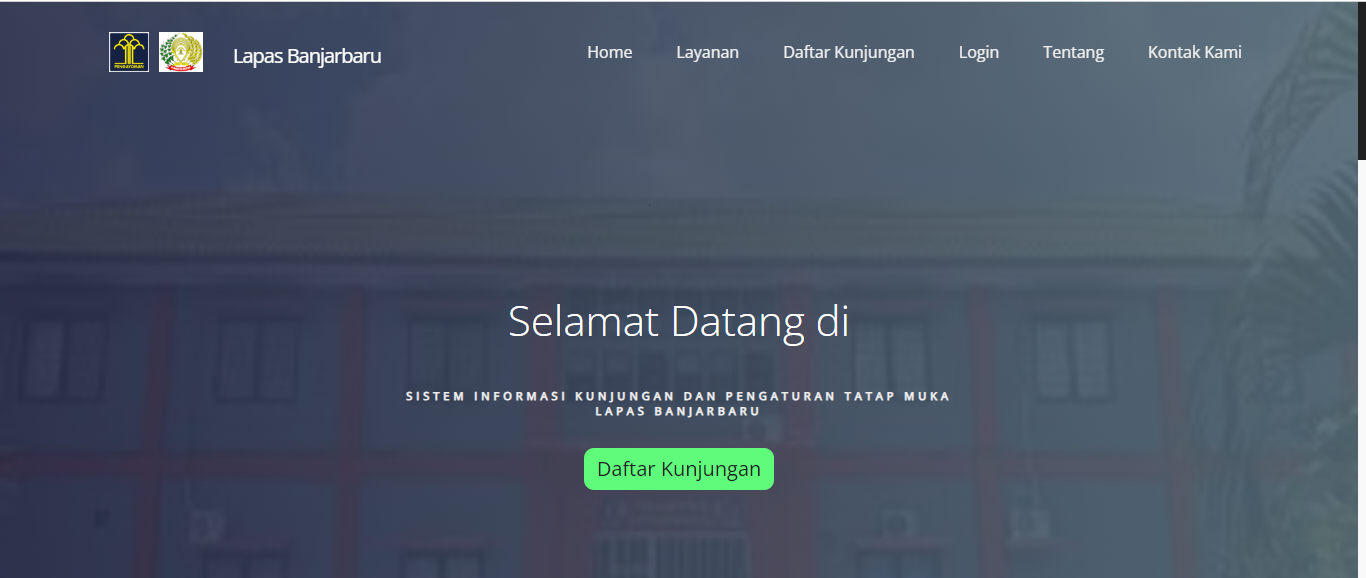 Lapas Banjarbaru
Home Layanan Daftar Kunjungan Login Tentang Kontak Kami
Selamat Datang di
SISTEM INFORMASI KUNJUNGAN DAN PENGATURAN TATAP MUKA
LAPAS BANJARBARU
Daftar Kunjungan